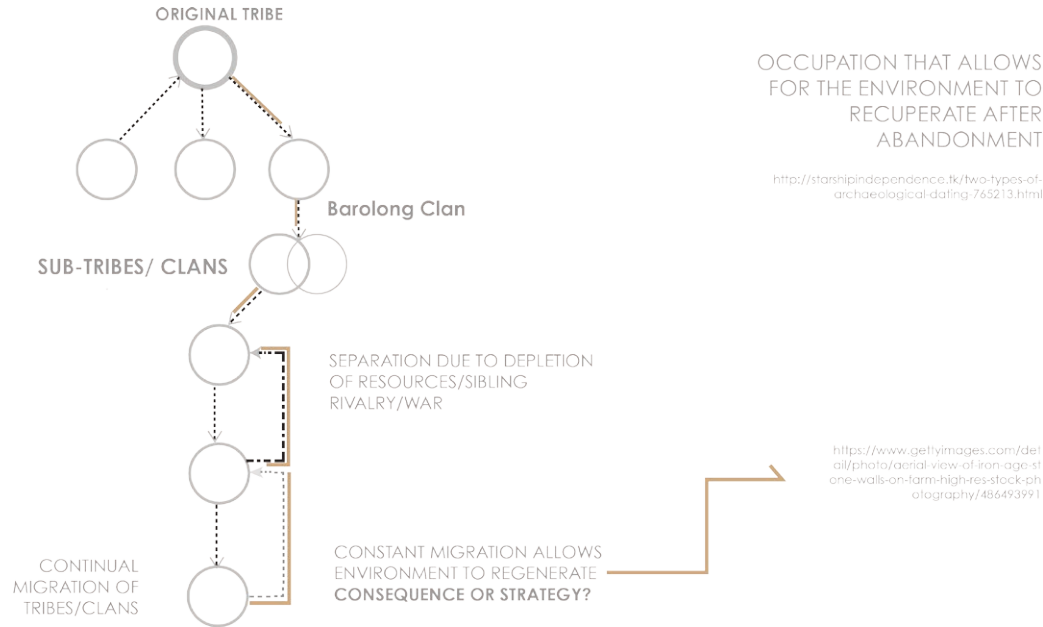 ORIGINAL TRIBE
OCCUPATION THAT ALLOWS
FOR THE ENVIRONMENT TO
RECUPERATE AFTER
ABANDONMENT
http://starshipindependence.tk/two-types-of-
archaeological-dating-765213.html
Barolong Clan
SUB-TRIBES/ CLANS
SEPARATION DUE TO DEPLETION
OF RESOURCES/SIBLING
RIVALRY/WAR
https://www.gettyimages.com/det
ail/photo/aerial-view-of-iron-age-st
one-walls-on-farm-high-res-stock-ph
otography/486493991
CONTINUAL
MIGRATION OF
TRIBES/CLANS
CONSTANT MIGRATION ALLOWS
ENVIRONMENT TO REGENERATE
CONSEQUENCE OR STRATEGY?